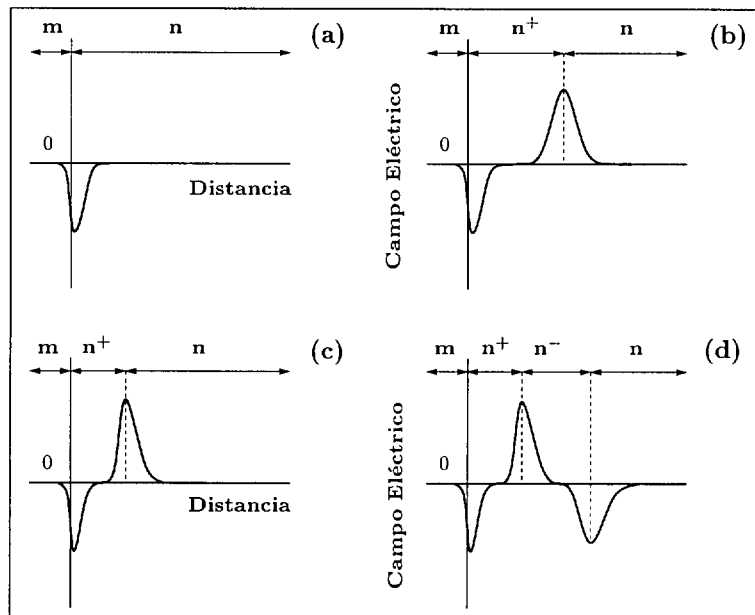 m n (a)
0
Distancia
m n⁺ n (b)
0
Campo Eléctrico
m n⁺ n (c)
0
Distancia
m n⁺ n⁻ n (d)
0
Campo Eléctrico